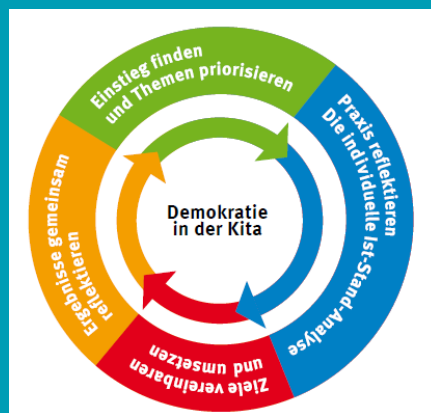 Einstieg finden
und Themen priorisieren
Praxis reflektieren
Die individuelle Ist-Stand-Analyse
Ziele vereinbaren
und umsetzen
Ergebnisse gemeinsam
reflektieren
Demokratie
in der Kita